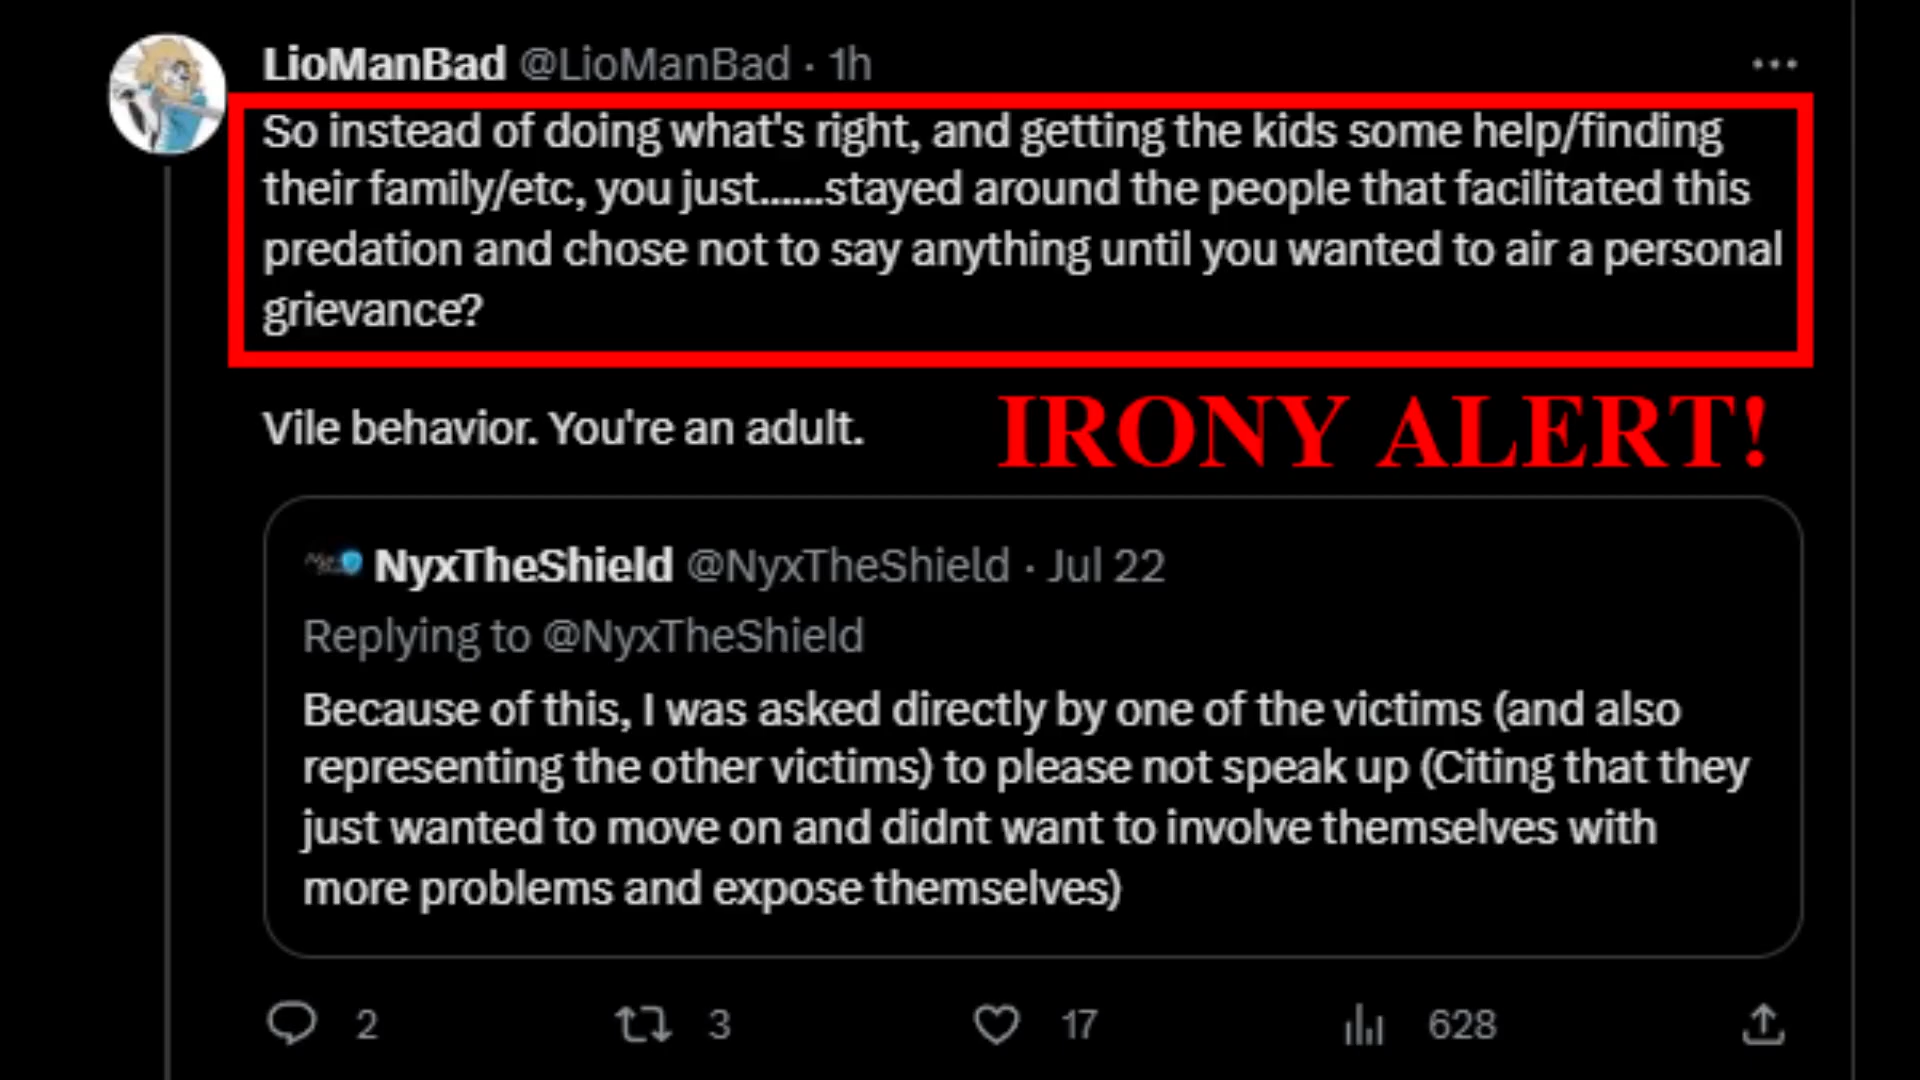 LioManBad @LioManBad · 1h
So instead of doing what's right, and getting the kids some help/finding
their family/etc, you just......stayed around the people that facilitated this
predation and chose not to say anything until you wanted to air a personal
grievance?
Vile behavior. You're an adult.
IRONY ALERT!
NyxTheShield @NyxTheShield · Jul 22
Replying to @NyxTheShield
Because of this, I was asked directly by one of the victims (and also
representing the other victims) to please not speak up (Citing that they
just wanted to move on and didnt want to involve themselves with
more problems and expose themselves)
2 3 17 628